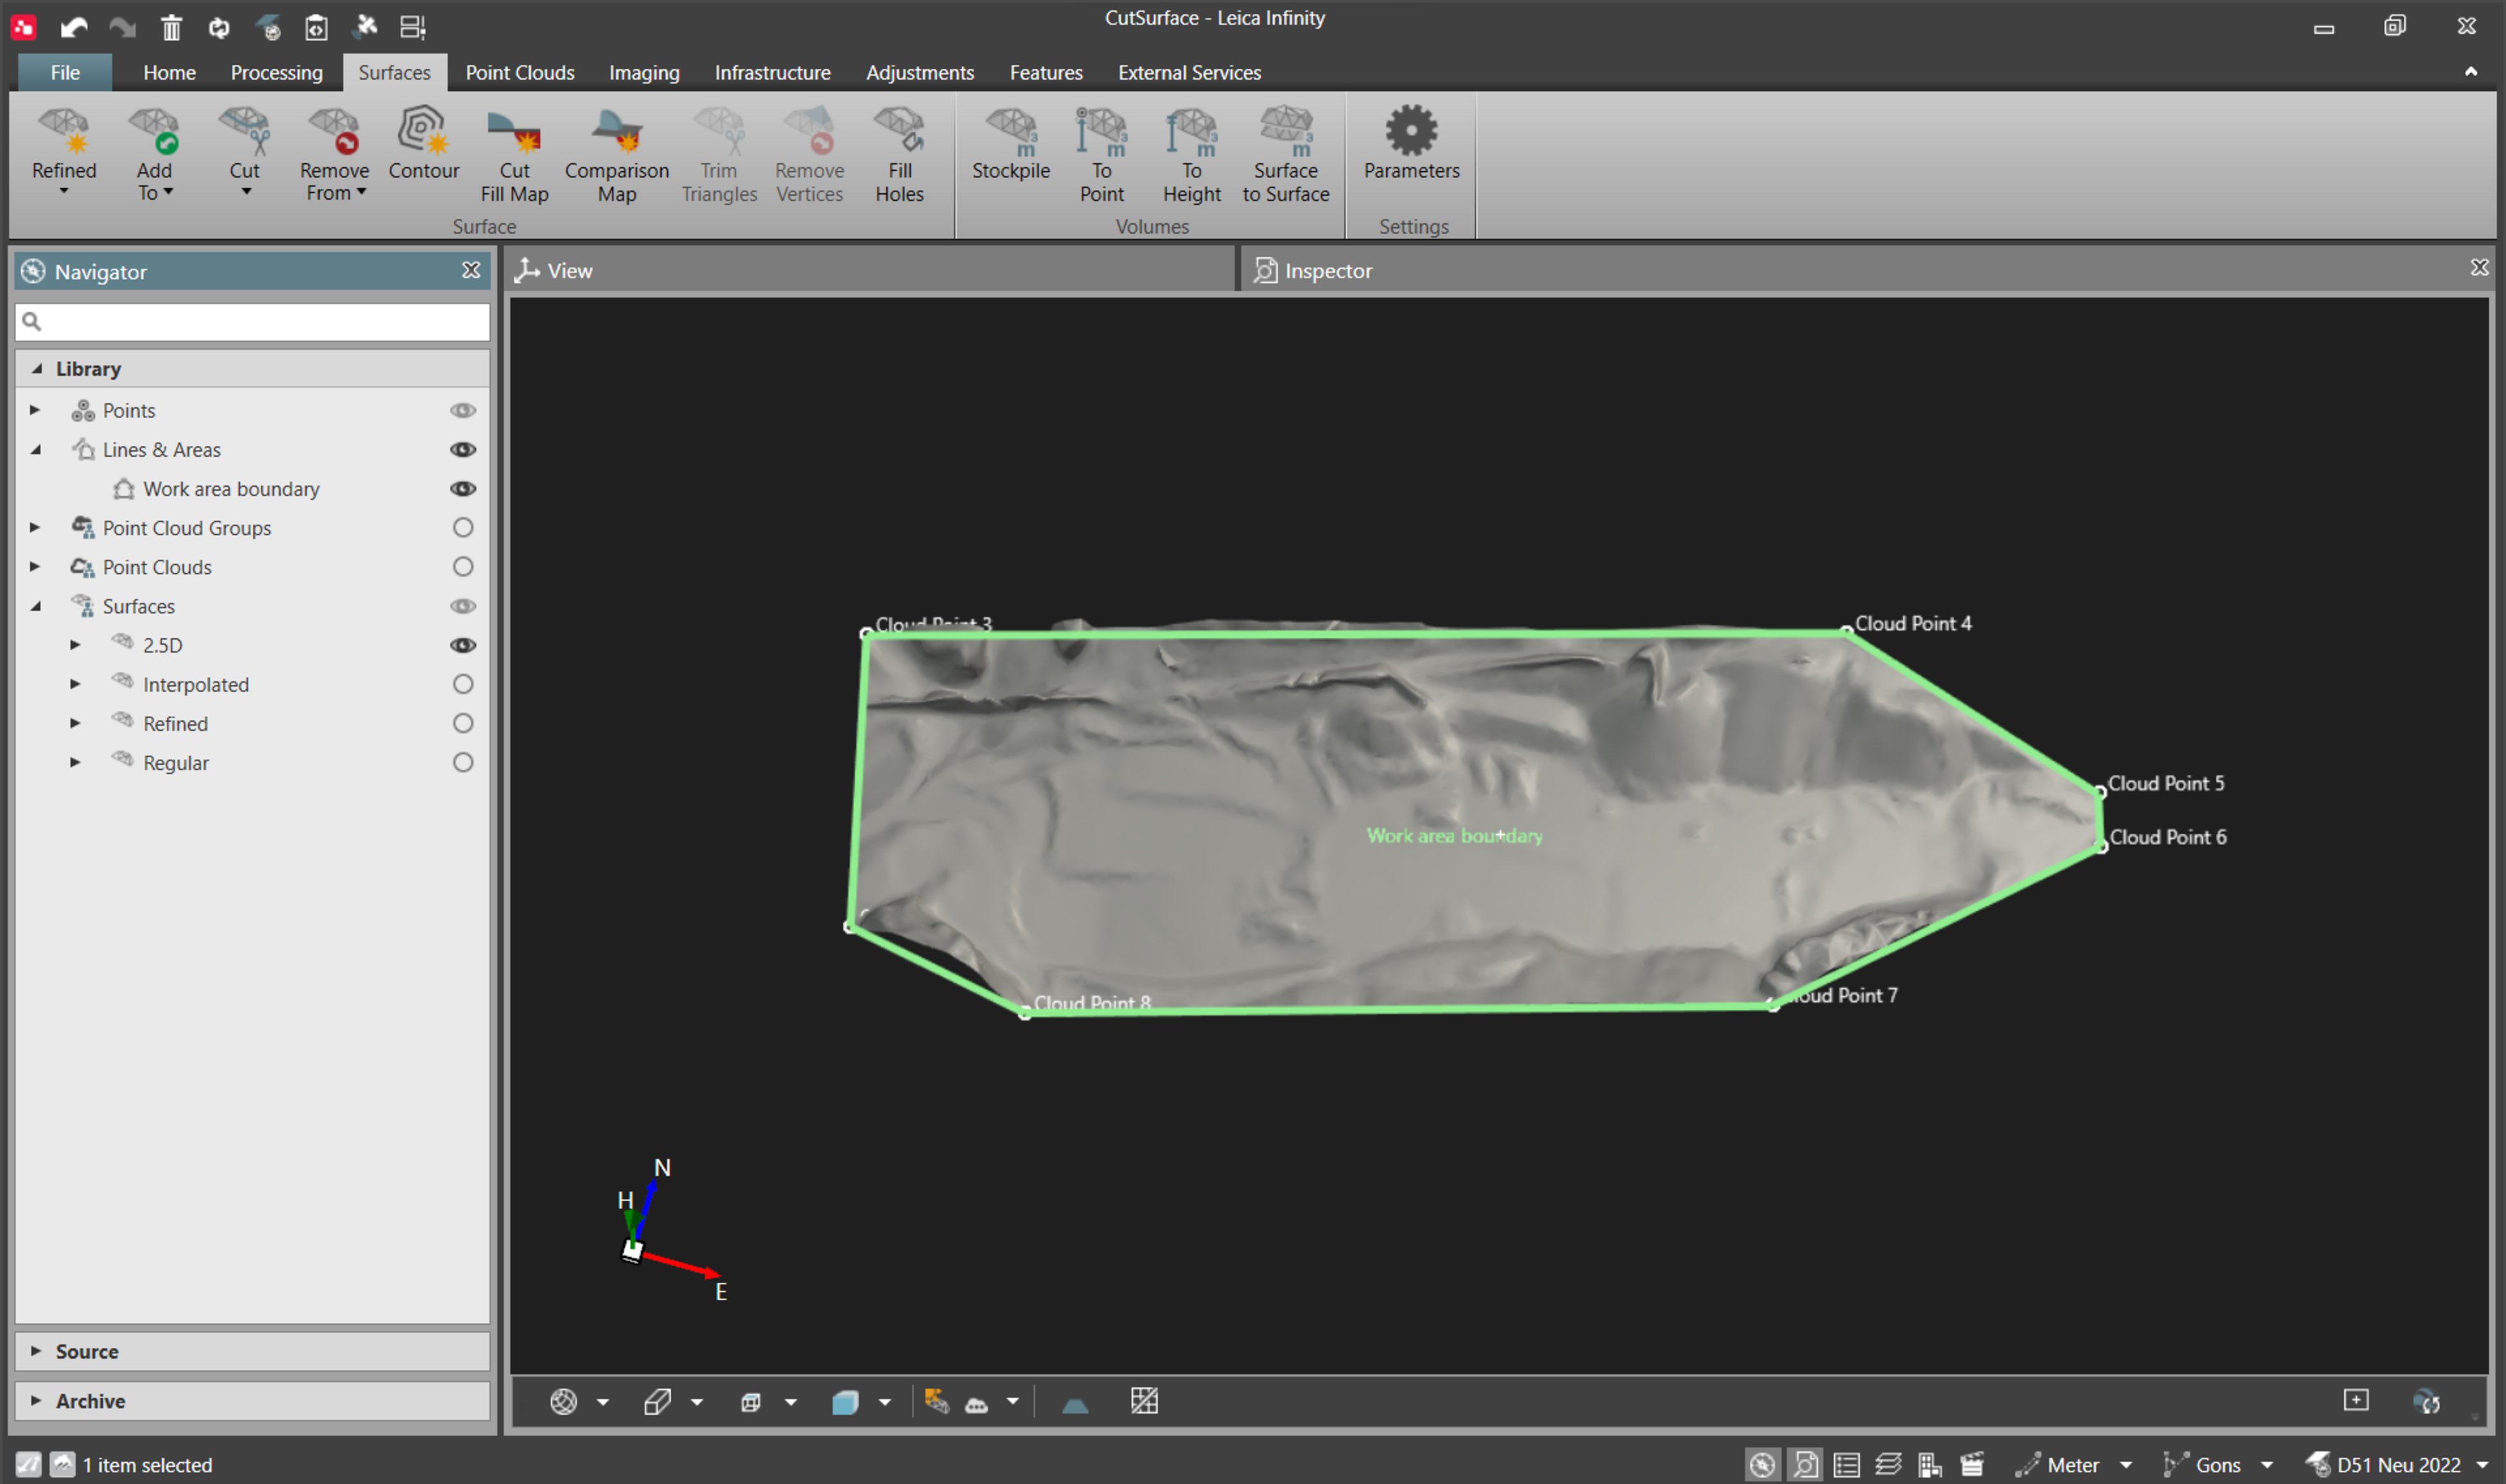 CutSurface - Leica Infinity
File Home Processing Surfaces Point Clouds Imaging Infrastructure Adjustments Features External Services
Refined
Add To
Cut
Remove From
Contour
Cut Fill Map
Comparison Map
Trim Triangles
Remove Vertices
Fill Holes
Stockpile
To Point
To Height
Surface to Surface
Parameters
Surface
Volumes
Settings
Navigator
View
Inspector
Library
Points
Lines & Areas
Work area boundary
Point Cloud Groups
Point Clouds
Surfaces
2.5D
Interpolated
Refined
Regular
Source
Archive
Cloud Point 3
Cloud Point 4
Cloud Point 5
Cloud Point 6
Work area boundary
Cloud Point 7
Cloud Point 8
N
H
E
1 item selected
Meter
Gons
D51 Neu 2022